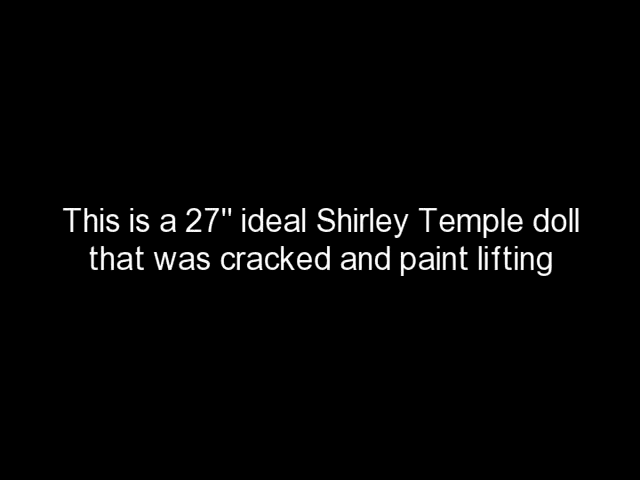 This is a 27" ideal Shirley Temple doll
that was cracked and paint lifting